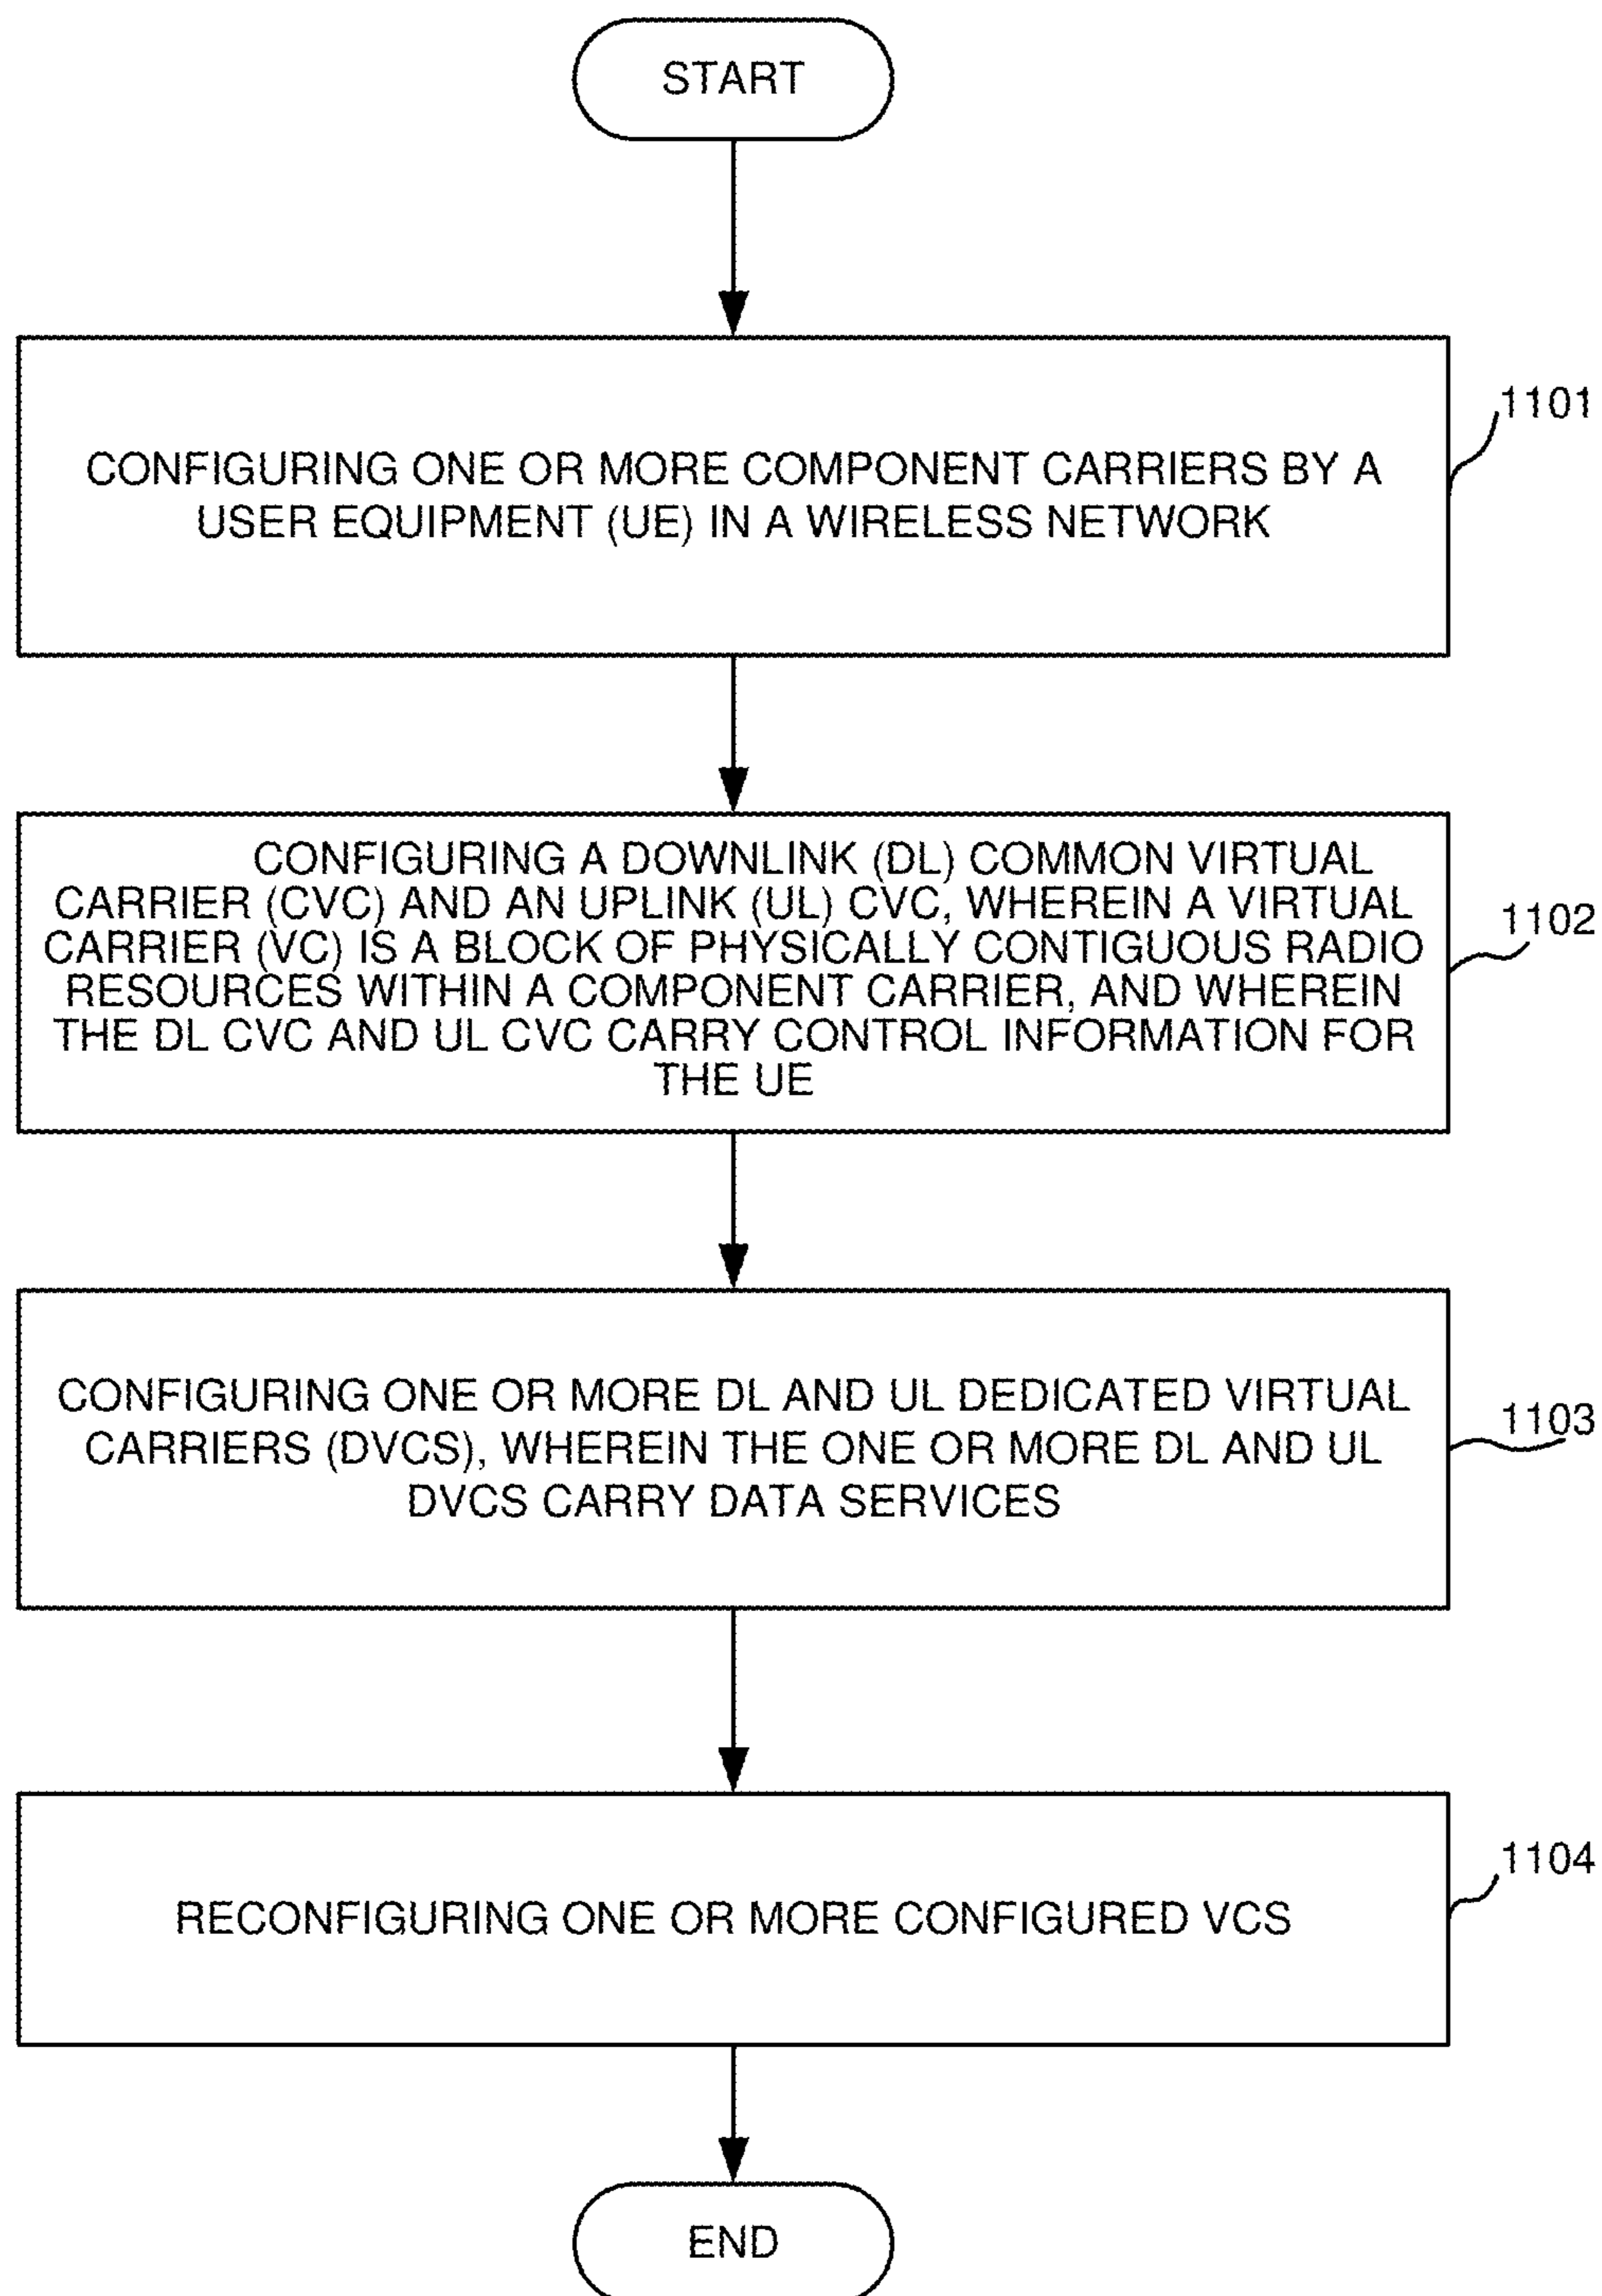 START
CONFIGURING ONE OR MORE COMPONENT CARRIERS BY A
USER EQUIPMENT (UE) IN A WIRELESS NETWORK
1101
CONFIGURING A DOWNLINK (DL) COMMON VIRTUAL
CARRIER (CVC) AND AN UPLINK (UL) CVC, WHEREIN A VIRTUAL
CARRIER (VC) IS A BLOCK OF PHYSICALLY CONTIGUOUS RADIO
RESOURCES WITHIN A COMPONENT CARRIER, AND WHEREIN
THE DL CVC AND UL CVC CARRY CONTROL INFORMATION FOR
THE UE
1102
CONFIGURING ONE OR MORE DL AND UL DEDICATED VIRTUAL
CARRIERS (DVCS), WHEREIN THE ONE OR MORE DL AND UL
DVCS CARRY DATA SERVICES
1103
RECONFIGURING ONE OR MORE CONFIGURED VCS
1104
END